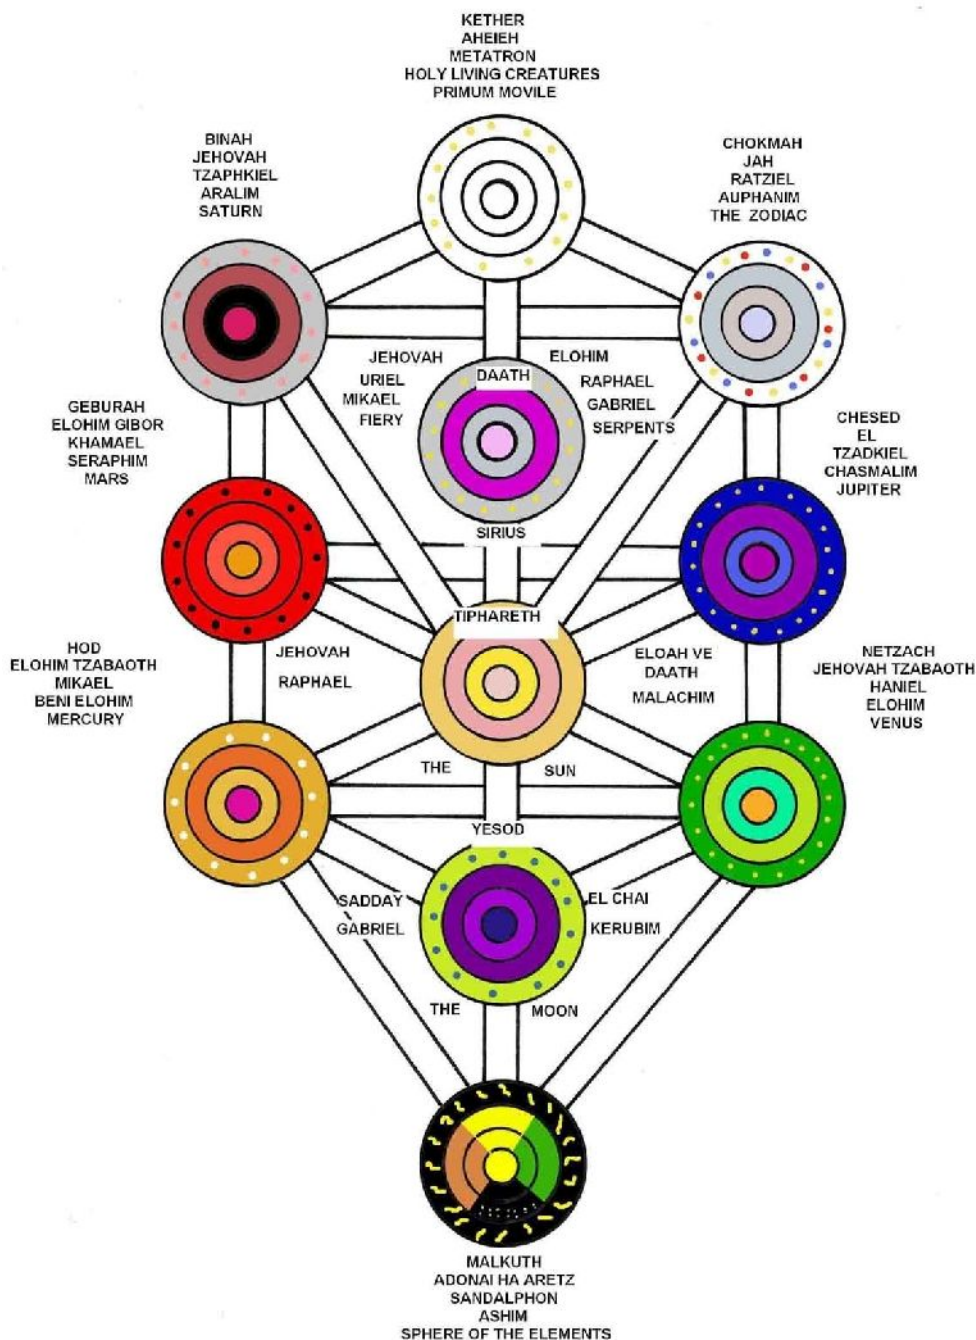 KETHER
AHEIEH
METATRON
HOLY LIVING CREATURES
PRIMUM MOVILE
BINAH
JEHOVAH
TZAPHKIEL
ARALIM
SATURN
CHOKMAH
JAH
RATZIEL
AUPHANIM
THE ZODIAC
JEHOVAH
URIEL
MIKAEL
FIERY
DAATH
ELOHIM
RAPHAEL
GABRIEL
SERPENTS
SIRIUS
GEBURAH
ELOHIM GIBOR
KHAMAEL
SERAPHIM
MARS
CHESED
EL
TZADKIEL
CHASMALIM
JUPITER
TIPHARETH
JEHOVAH
RAPHAEL
ELOAH VE
DAATH
MALACHIM
THE SUN
HOD
ELOHIM TZABAOTH
MIKAEL
BENI ELOHIM
MERCURY
NETZACH
JEHOVAH TZABAOTH
HANIEL
ELOHIM
VENUS
YESOD
SADDAY
GABRIEL
EL CHAI
KERUBIM
THE MOON
MALKUTH
ADONAI HA ARETZ
SANDALPHON
ASHIM
SPHERE OF THE ELEMENTS